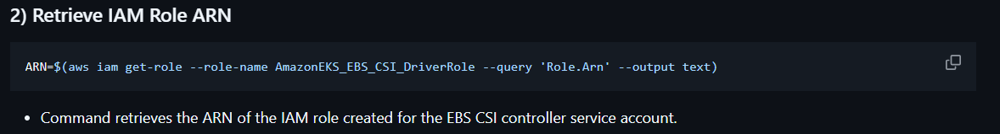 2) Retrieve IAM Role ARN
ARN=$(aws iam get-role --role-name AmazonEKS_EBS_CSI_DriverRole --query 'Role.Arn' --output text)
• Command retrieves the ARN of the IAM role created for the EBS CSI controller service account.